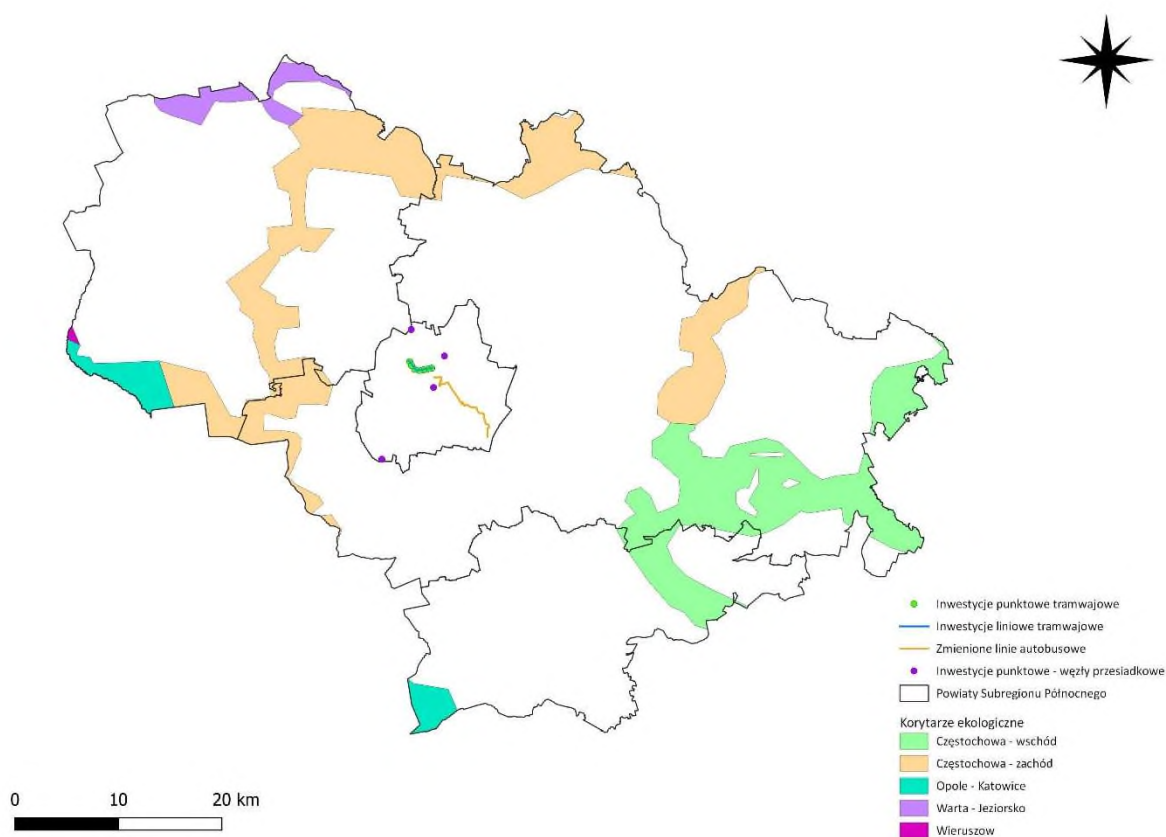 Inwestycje punktowe tramwajowe
Inwestycje liniowe tramwajowe
Zmienione linie autobusowe
Inwestycje punktowe - węzły przesiadkowe
Powiaty Subregionu Północnego
Korytarze ekologiczne
Częstochowa - wschód
Częstochowa - zachód
Opole - Katowice
Warta - Jeziorsko
Wieruszow
0 10 20 km